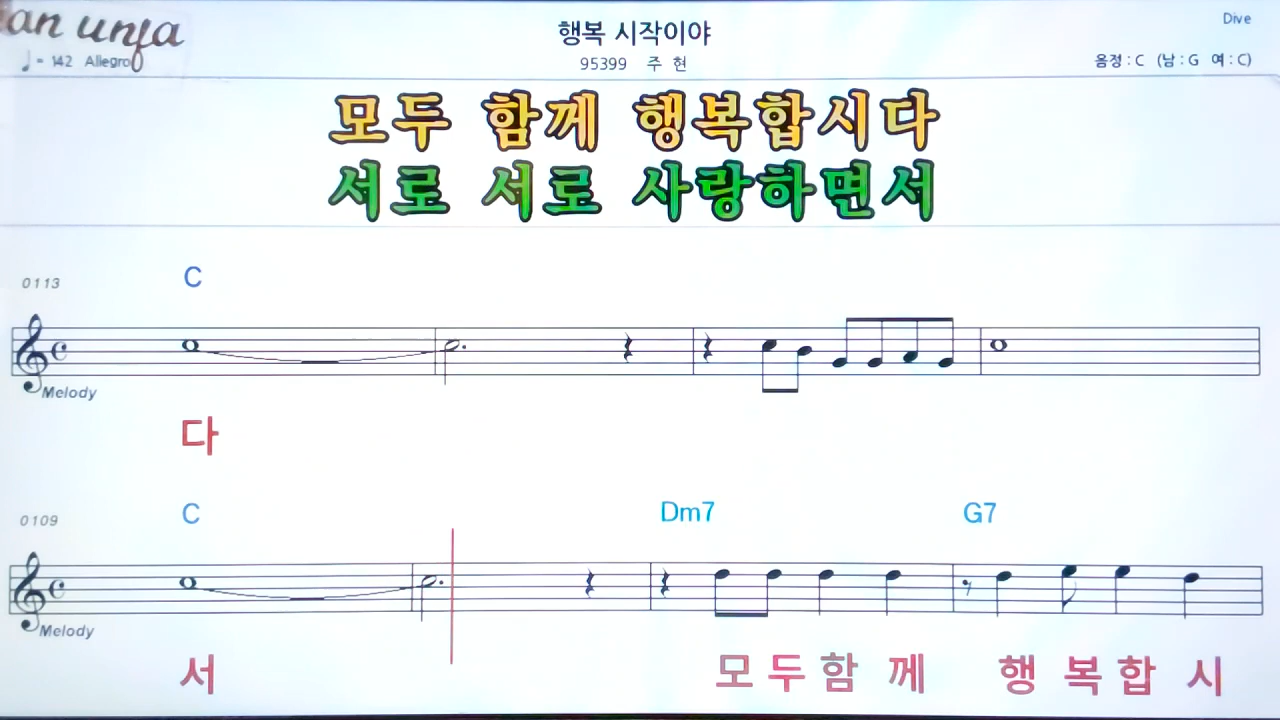 행복 시작이야
Dive
♩= 142 Allegro
95399 주 현
음정 : C (남 : G 여 : C)
모두 함께 행복합시다
서로 서로 사랑하면서
0113
C
Melody
다
0109
C Dm7 G7
Melody
서 모두함 께 행 복합 시